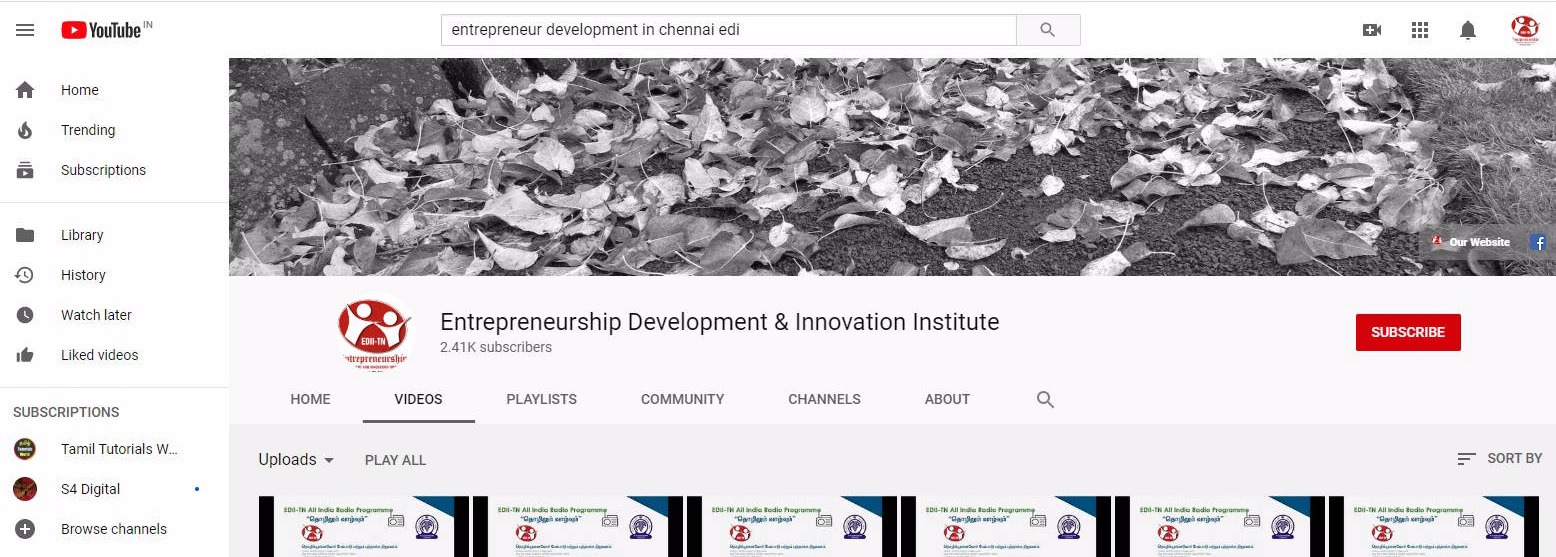 YouTube IN
entrepreneur development in chennai edi
Home
Trending
Subscriptions
Library
History
Watch later
Liked videos
SUBSCRIPTIONS
Tamil Tutorials W...
S4 Digital
Browse channels
Our Website
EDII-TN
Entrepreneurship Development & Innovation Institute
2.41K subscribers
SUBSCRIBE
HOME VIDEOS PLAYLISTS COMMUNITY CHANNELS ABOUT
Uploads PLAY ALL SORT BY
EDII-TN All India Radio Programme EDII-TN All India Radio Programme EDII-TN All India Radio Programme EDII-TN All India Radio Programme EDII-TN All India Radio Programme EDII-TN All India Radio Programme